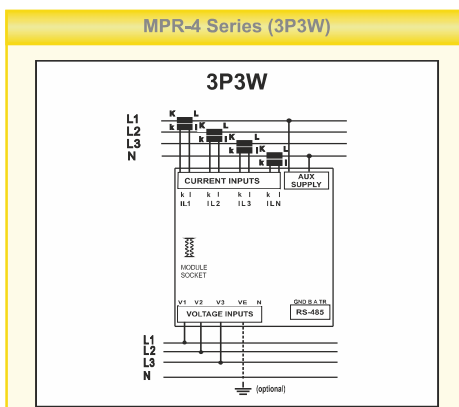 MPR-4 Series (3P3W)
3P3W
K L
L1
k l K L
L2
k l K L
L3
k l K L
N
k l
CURRENT INPUTS
AUX
SUPPLY
k l k l k l k l
IL1 IL2 IL3 ILN
MODULE
SOCKET
V1 V2 V3 VE N
GND B A TR
VOLTAGE INPUTS
RS-485
L1
L2
L3
N
(optional)